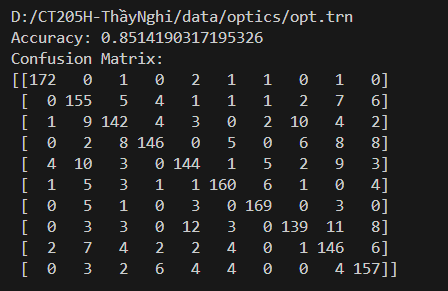 D:/CT205H-ThầyNghi/data/optics/opt.trn
Accuracy: 0.8514190317195326
Confusion Matrix:
[[172 0 1 0 2 1 1 0 1 0]
[ 0 155 5 4 1 1 1 2 7 6]
[ 1 9 142 4 3 0 2 10 4 2]
[ 0 2 8 146 0 5 0 6 8 8]
[ 4 10 3 0 144 1 5 2 9 3]
[ 1 5 3 1 1 160 6 1 0 4]
[ 0 5 1 0 3 0 169 0 3 0]
[ 0 3 3 0 12 3 0 139 11 8]
[ 2 7 4 2 2 4 0 1 146 6]
[ 0 3 2 6 4 4 0 0 4 157]]